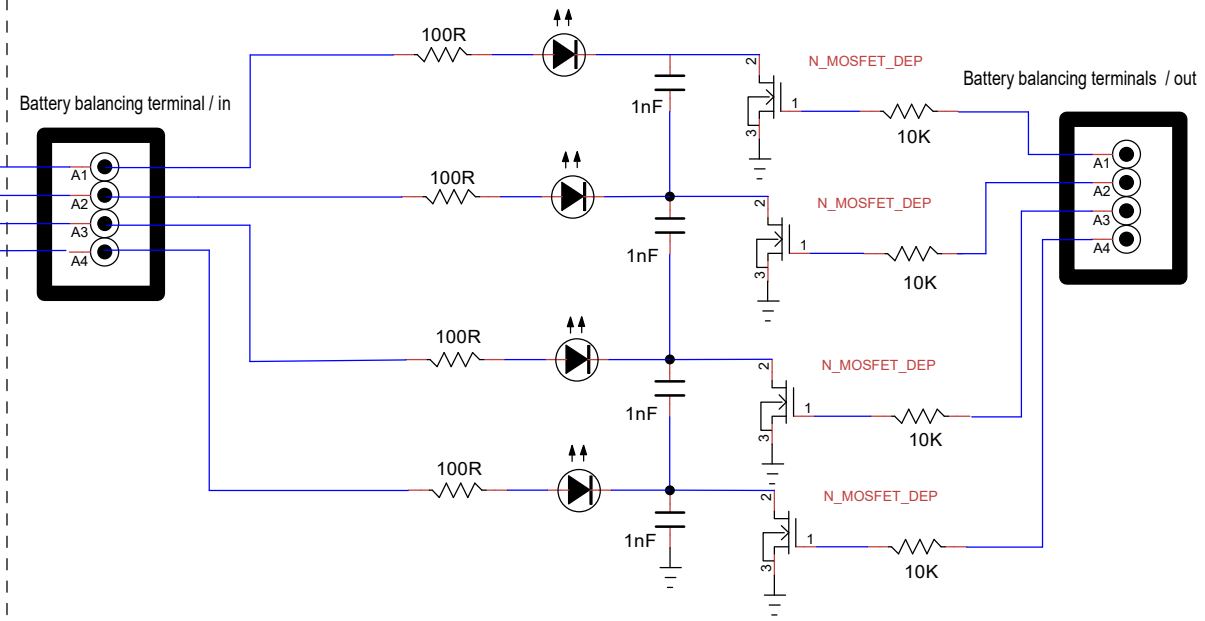 100R
N_MOSFET_DEP
Battery balancing terminals / out
Battery balancing terminal / in
2
1nF
1
3
10K
A1
A2
A3
A4
A1
A2
A3
A4
100R
N_MOSFET_DEP
2
1nF
1
3
10K
100R
N_MOSFET_DEP
2
1nF
1
3
10K
100R
N_MOSFET_DEP
2
1nF
1
3
10K